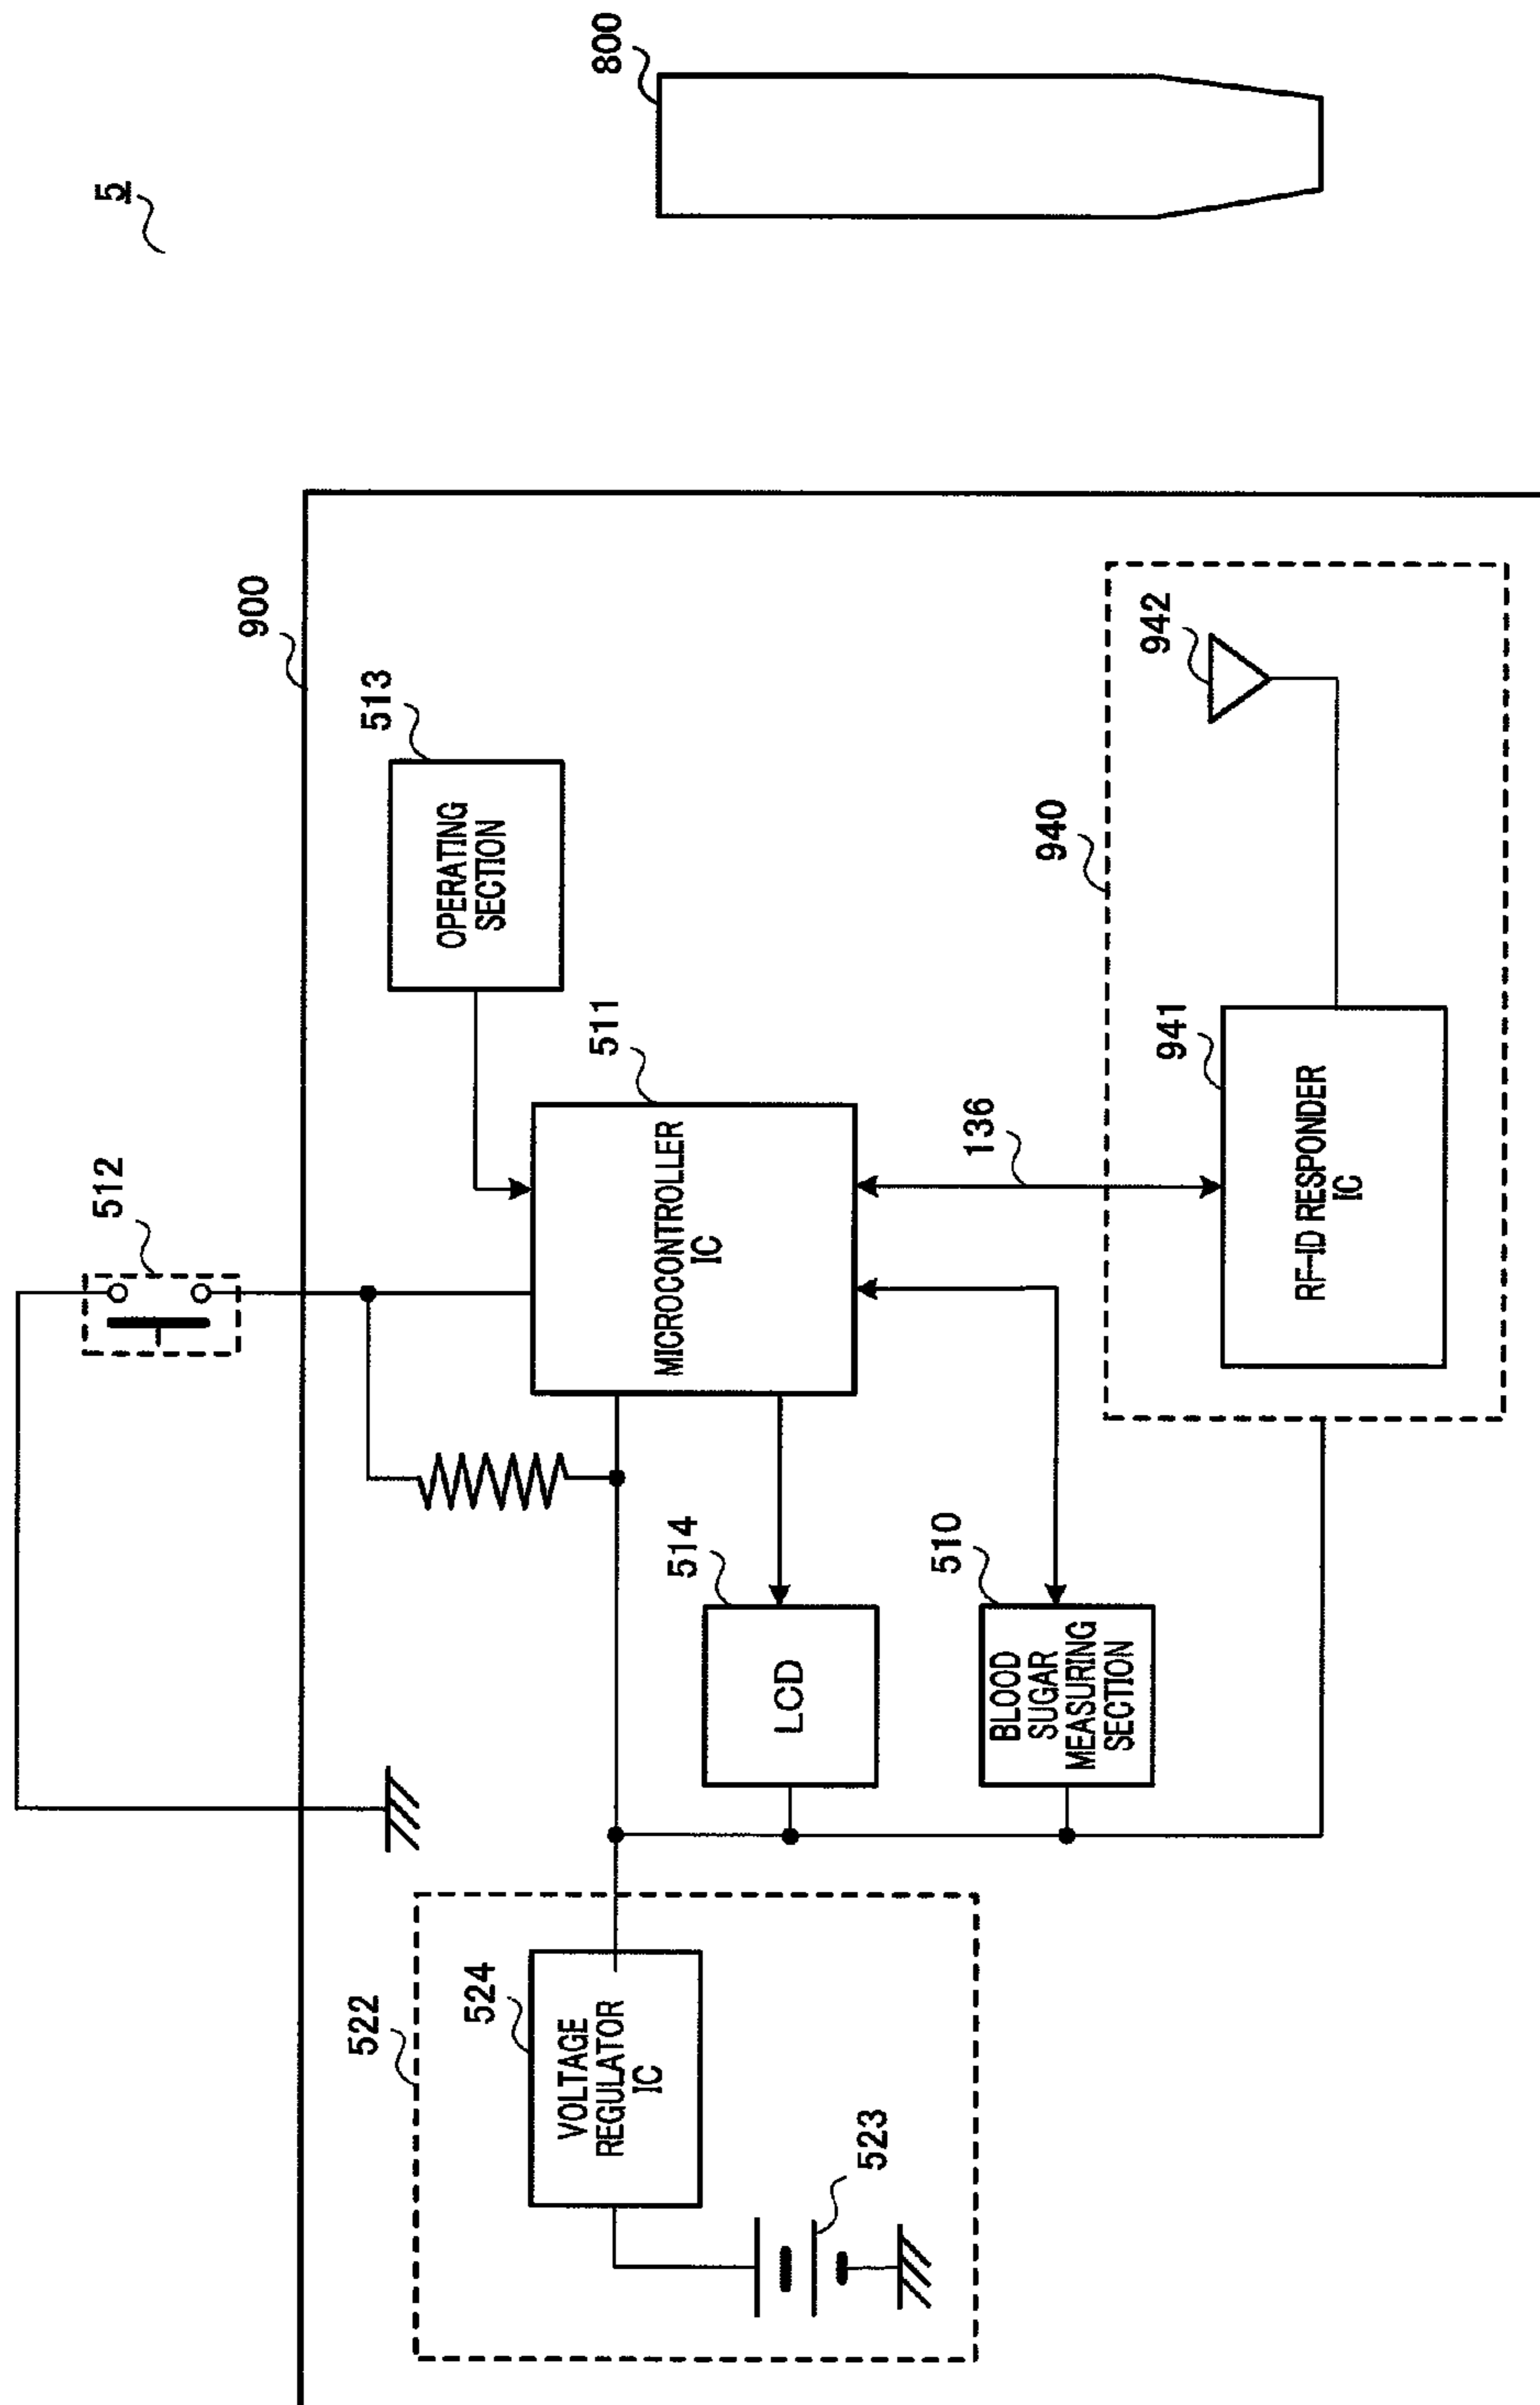 5
800
900
512
513
OPERATING
SECTION
511
MICROCONTROLLER
IC
136
940
942
941
RF-ID RESPONDER
IC
514
LCD
510
BLOOD
SUGAR
MEASURING
SECTION
522
524
VOLTAGE
REGULATOR
IC
523